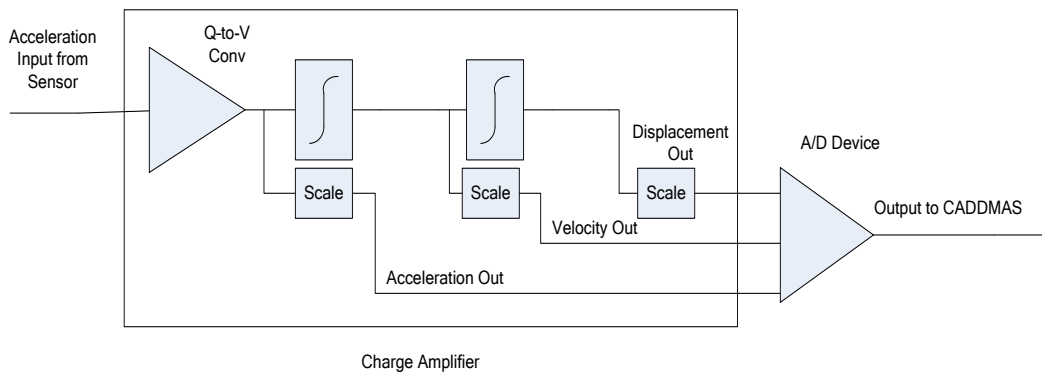 Acceleration
Input from
Sensor
Q-to-V
Conv
Displacement
Out
A/D Device
Scale
Scale
Scale
Output to CADDMAS
Velocity Out
Acceleration Out
Charge Amplifier